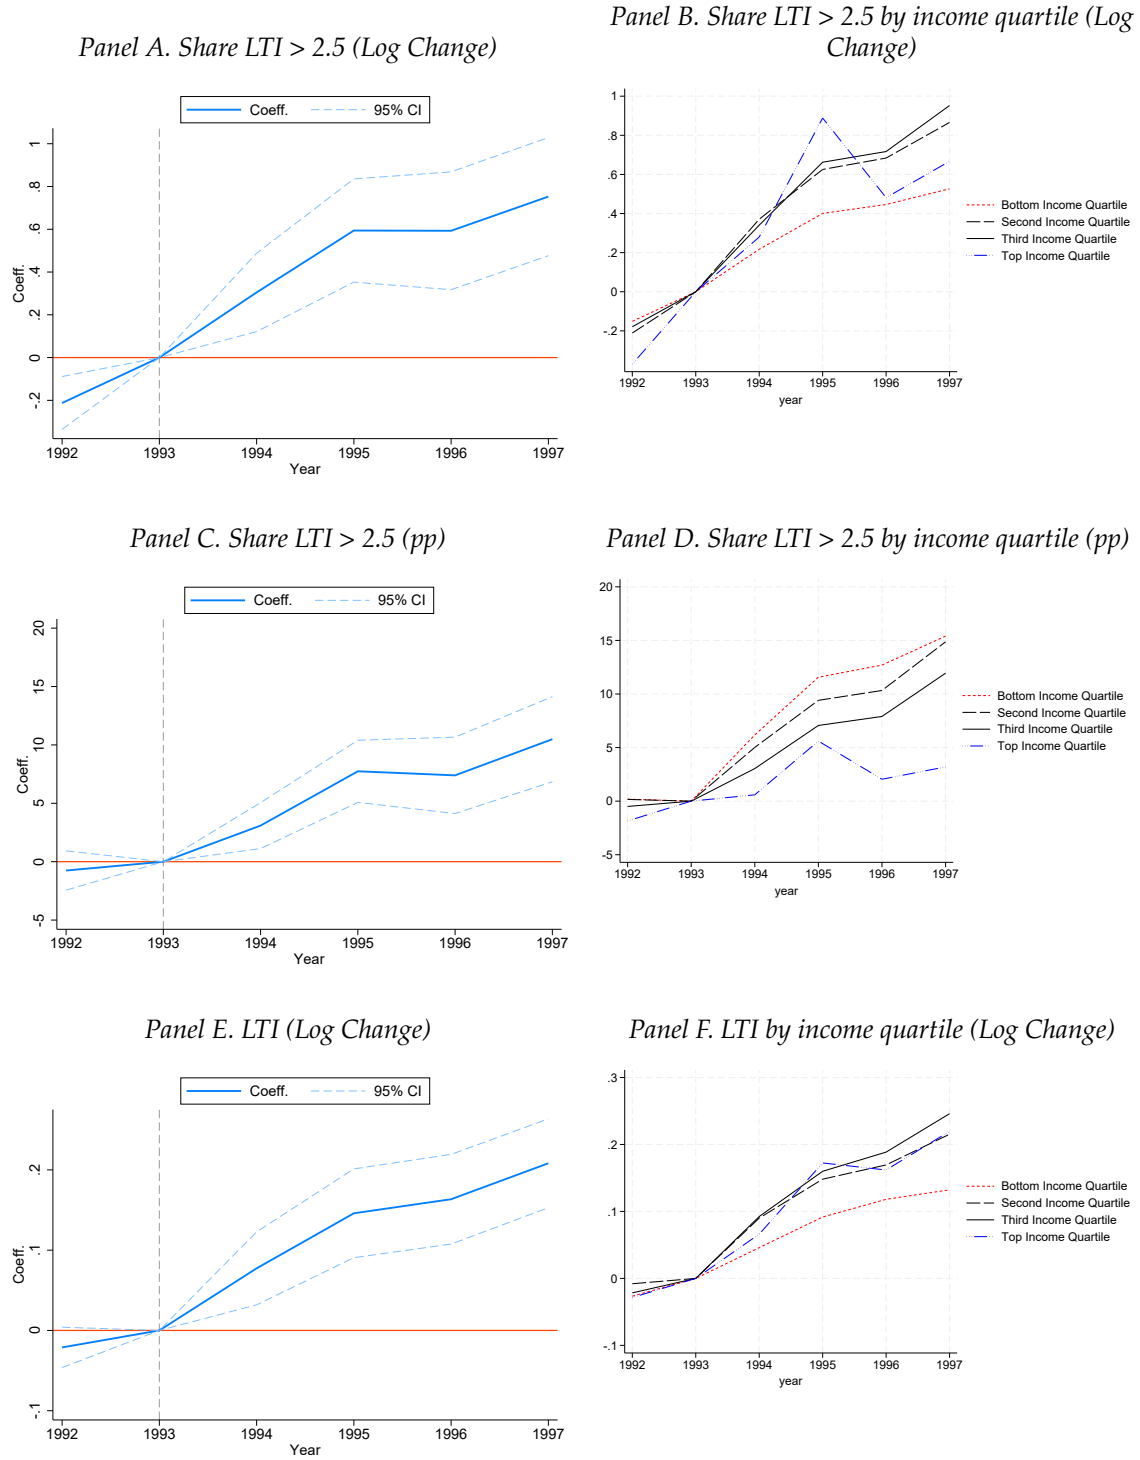 Panel A. Share LTI > 2.5 (Log Change)
Coeff.
95% CI
Coeff.
1
.8
.6
.4
.2
0
-.2
1992
1993
1994
1995
1996
1997
Year
Panel B. Share LTI > 2.5 by income quartile (Log
Change)
1
.8
.6
.4
.2
0
-.2
1992
1993
1994
1995
1996
1997
year
Bottom Income Quartile
Second Income Quartile
Third Income Quartile
Top Income Quartile
Panel C. Share LTI > 2.5 (pp)
Coeff.
95% CI
Coeff.
20
15
10
5
0
-5
1992
1993
1994
1995
1996
1997
Year
Panel D. Share LTI > 2.5 by income quartile (pp)
20
15
10
5
0
-5
1992
1993
1994
1995
1996
1997
year
Bottom Income Quartile
Second Income Quartile
Third Income Quartile
Top Income Quartile
Panel E. LTI (Log Change)
Coeff.
95% CI
Coeff.
.2
.1
0
-.1
1992
1993
1994
1995
1996
1997
Year
Panel F. LTI by income quartile (Log Change)
.3
.2
.1
0
-.1
1992
1993
1994
1995
1996
1997
year
Bottom Income Quartile
Second Income Quartile
Third Income Quartile
Top Income Quartile